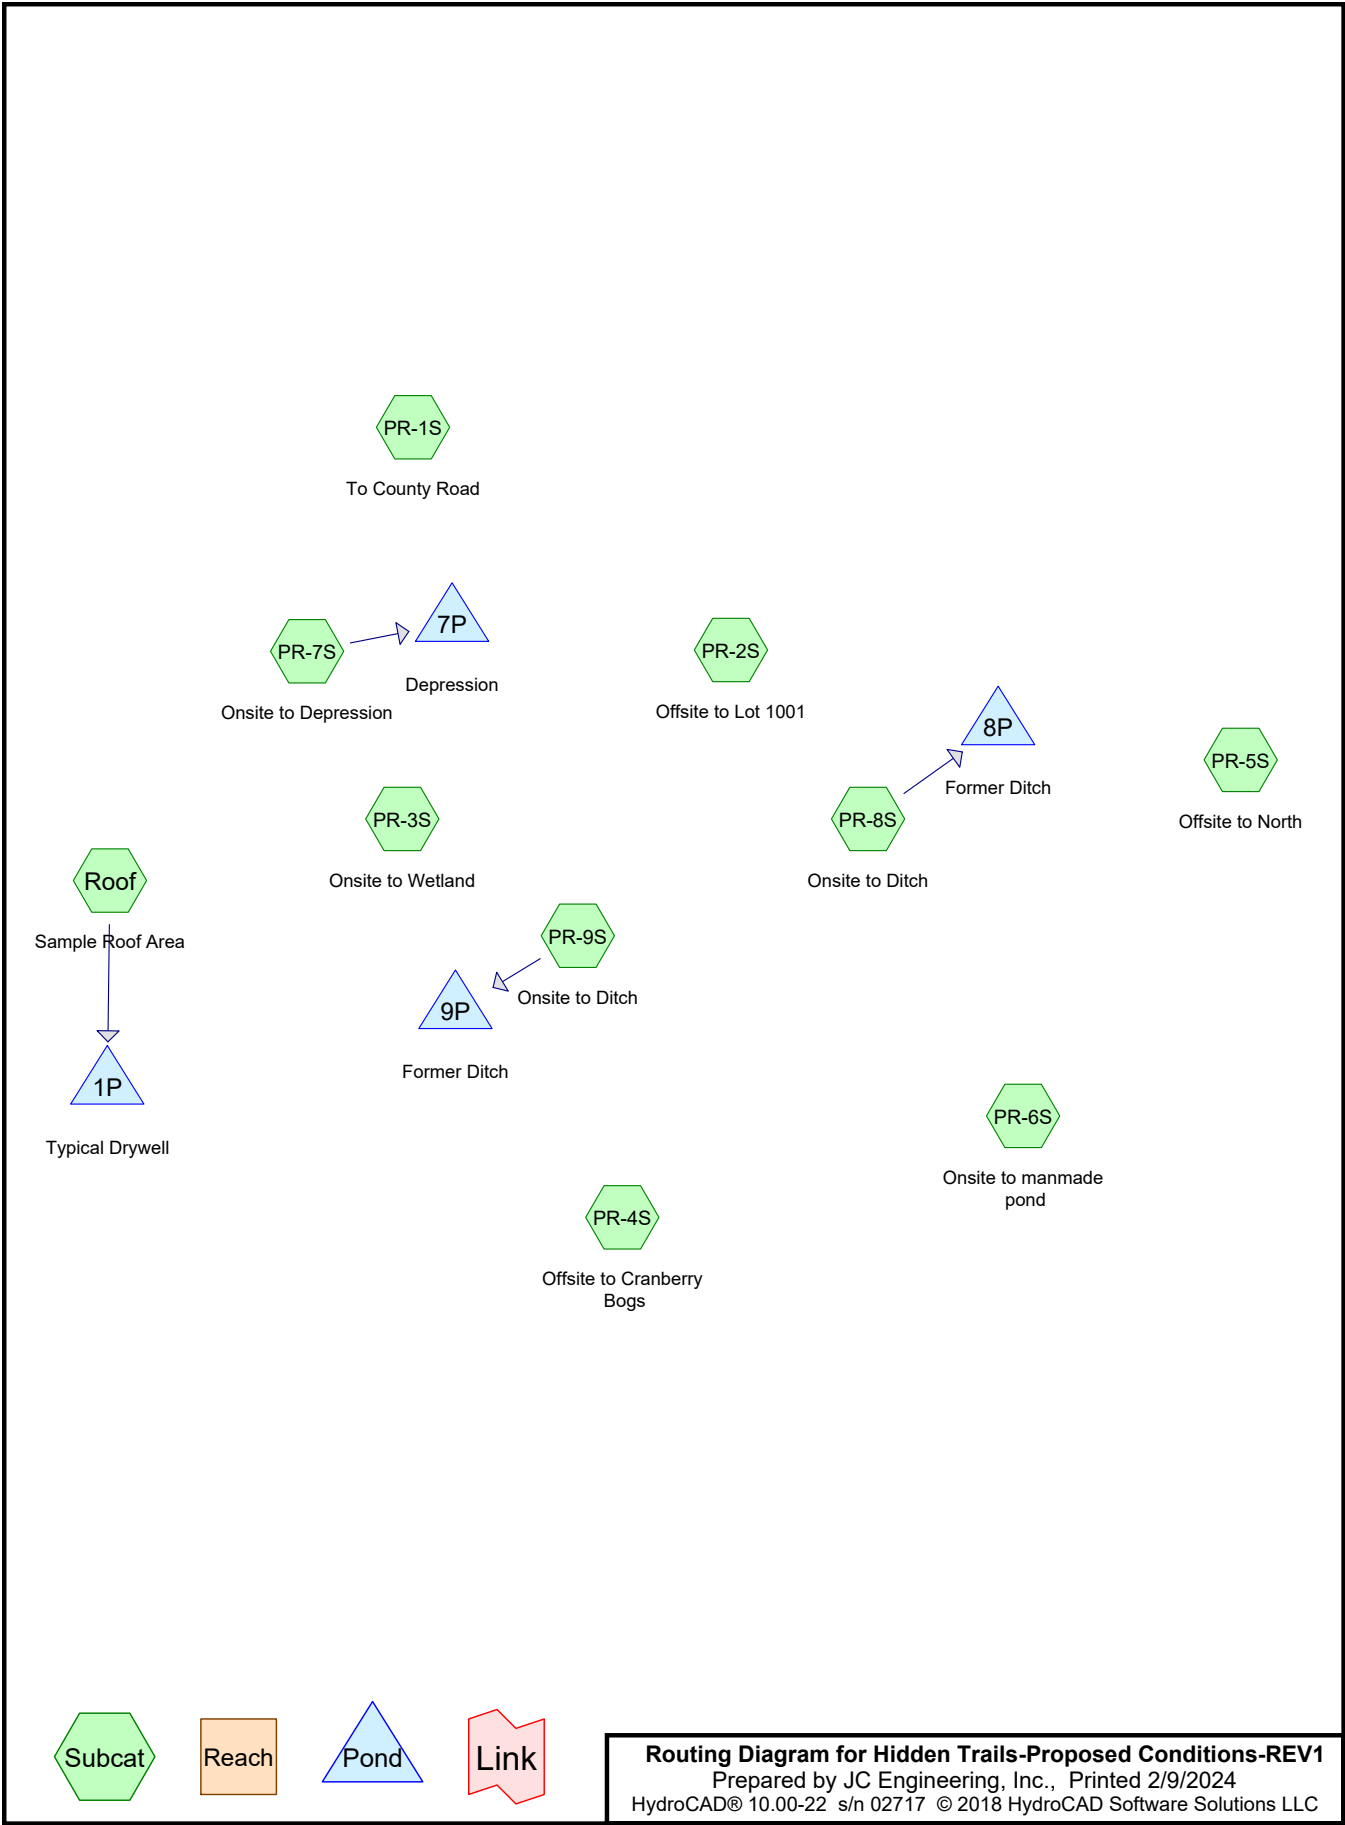 PR-1S
To County Road
7P
Depression
PR-7S
Onsite to Depression
PR-2S
Offsite to Lot 1001
8P
Former Ditch
PR-5S
Offsite to North
PR-3S
Onsite to Wetland
PR-8S
Onsite to Ditch
Roof
Sample Roof Area
PR-9S
Onsite to Ditch
9P
Former Ditch
1P
Typical Drywell
PR-6S
Onsite to manmade
pond
PR-4S
Offsite to Cranberry
Bogs
Subcat
Reach
Pond
Link
Routing Diagram for Hidden Trails-Proposed Conditions-REV1
Prepared by JC Engineering, Inc., Printed 2/9/2024
HydroCAD® 10.00-22 s/n 02717 © 2018 HydroCAD Software Solutions LLC